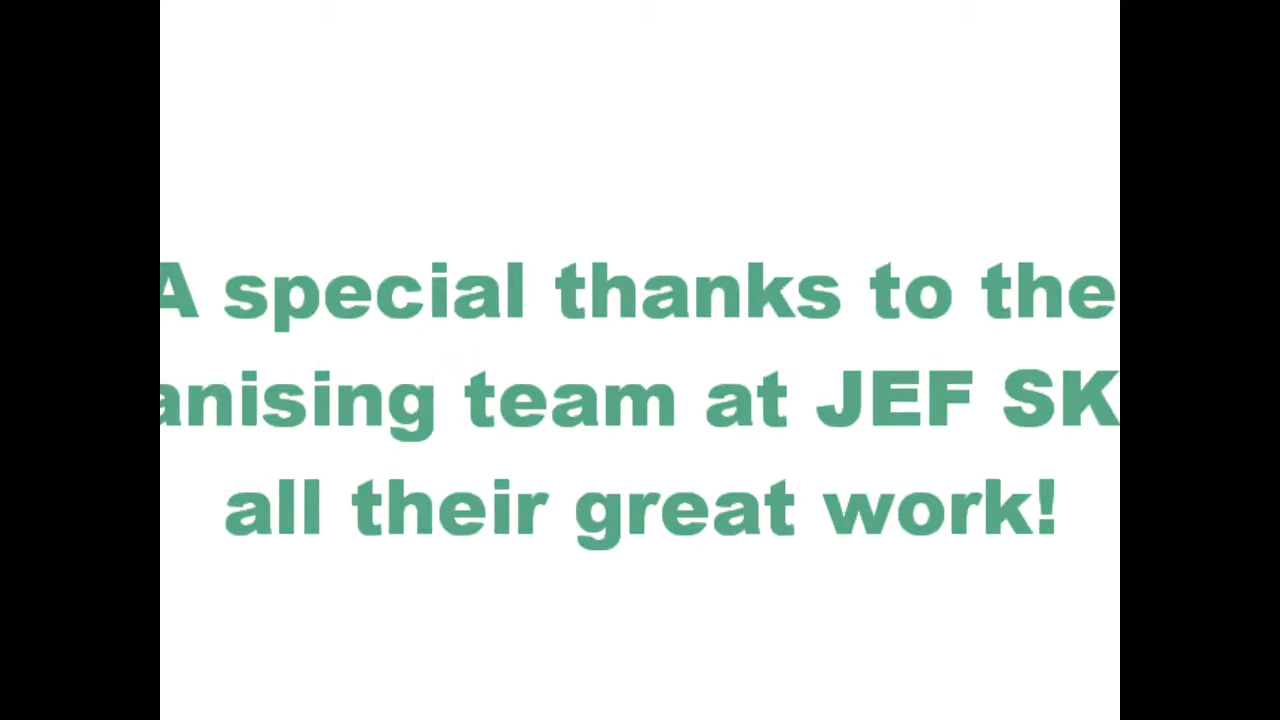 A special thanks to the
anising team at JEF SK
all their great work!